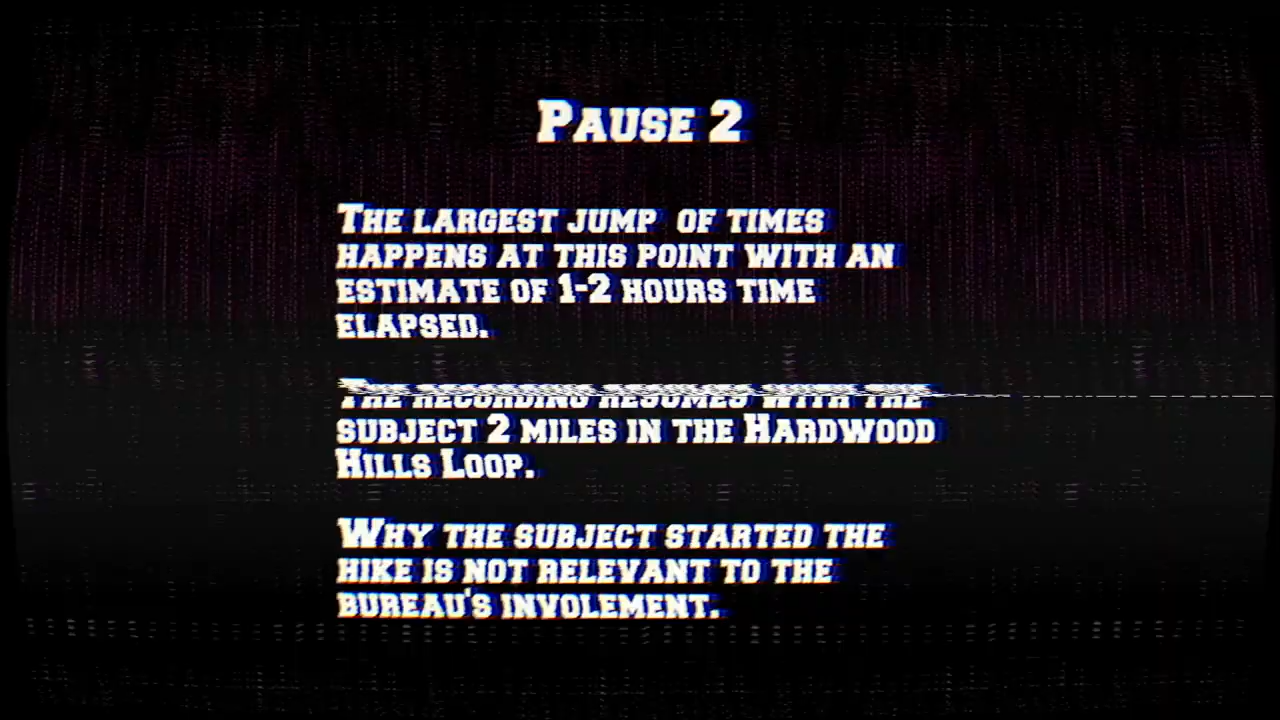 Pause 2
The largest jump of times
happens at this point with an
estimate of 1-2 hours time
elapsed.
The recording resumes with the
subject 2 miles in the Hardwood
Hills Loop.
Why the subject started the
hike is not relevant to the
bureau's involement.